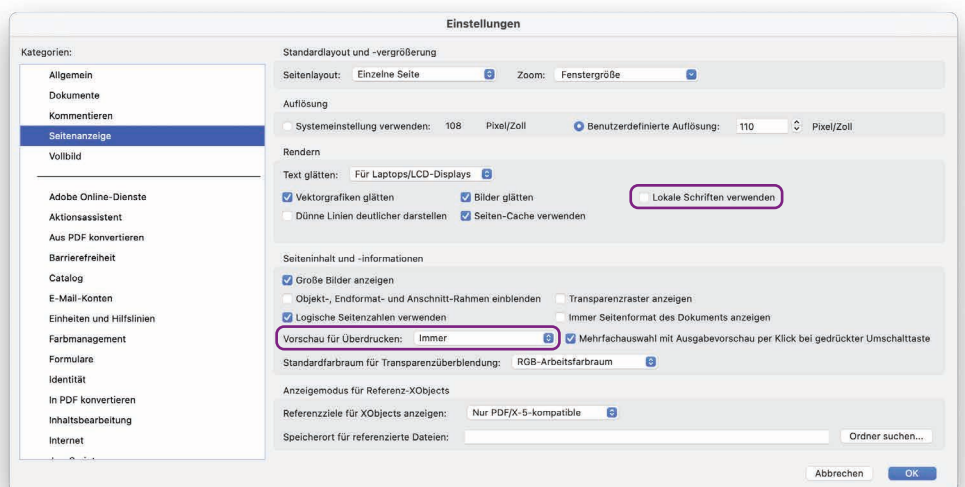 Einstellungen
Kategorien:
Allgemein
Dokumente
Kommentieren
Seitenanzeige
Vollbild
Adobe Online-Dienste
Aktionsassistent
Aus PDF konvertieren
Barrierefreiheit
Catalog
E-Mail-Konten
Einheiten und Hilfslinien
Farbmanagement
Formulare
Identität
In PDF konvertieren
Inhaltsbearbeitung
Internet
Standardlayout und -vergrößerung
Seitenlayout: Einzelne Seite Zoom: Fenstergröße
Auflösung
Systemeinstellung verwenden: 108 Pixel/Zoll Benutzerdefinierte Auflösung: 110 Pixel/Zoll
Rendern
Text glätten: Für Laptops/LCD-Displays
Vektorgrafiken glätten Bilder glätten Lokale Schriften verwenden
Dünne Linien deutlicher darstellen Seiten-Cache verwenden
Seiteninhalt und -informationen
Große Bilder anzeigen
Objekt-, Endformat- und Anschnitt-Rahmen einblenden Transparenzraster anzeigen
Logische Seitenzahlen verwenden Immer Seitenformat des Dokuments anzeigen
Vorschau für Überdrucken: Immer Mehrfachauswahl mit Ausgabevorschau per Klick bei gedrückter Umschalttaste
Standardfarbraum für Transparenzüberblendung: RGB-Arbeitsfarbraum
Anzeigemodus für Referenz-XObjects
Referenzziele für XObjects anzeigen: Nur PDF/X-5-kompatible
Speicherort für referenzierte Dateien: Ordner suchen...
Abbrechen OK